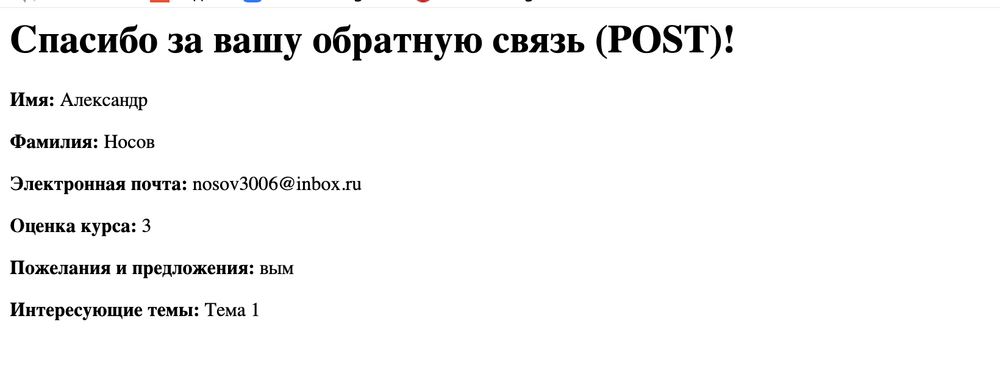 Спасибо за вашу обратную связь (POST)!
Имя: Александр
Фамилия: Носов
Электронная почта: nosov3006@inbox.ru
Оценка курса: 3
Пожелания и предложения: вым
Интересующие темы: Тема 1